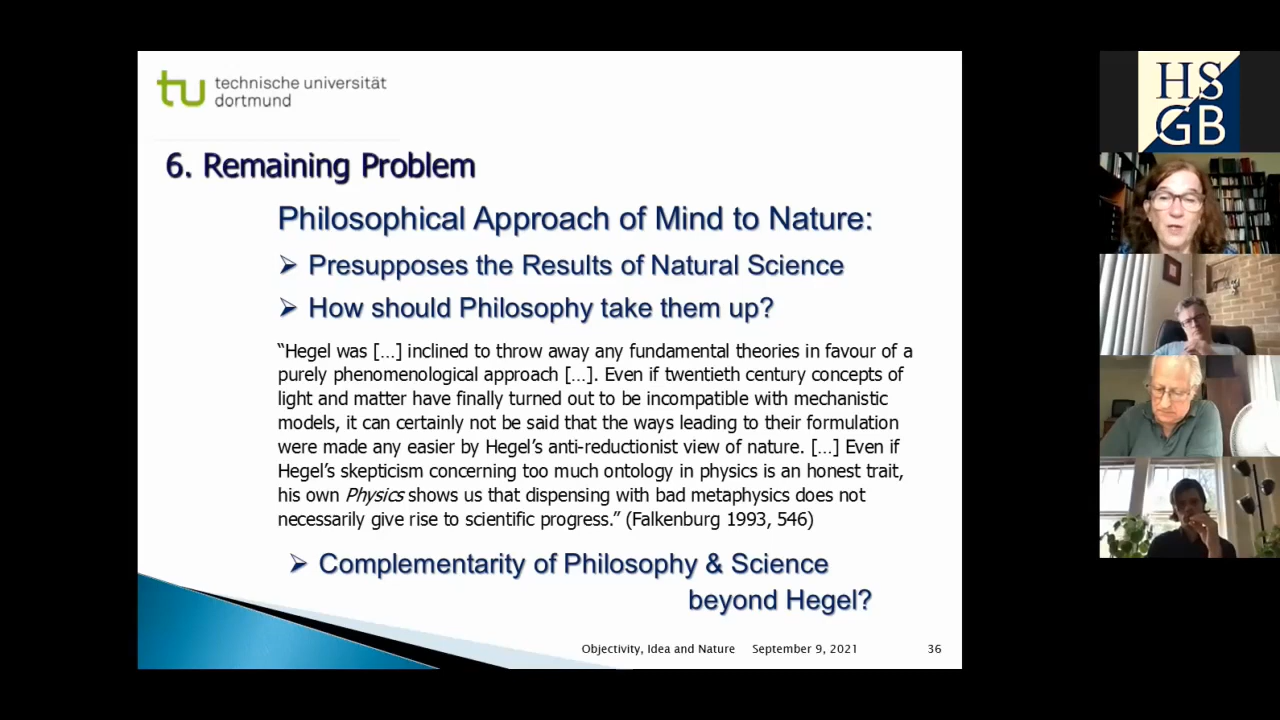 tu technische universität
dortmund
6. Remaining Problem
Philosophical Approach of Mind to Nature:
➢ Presupposes the Results of Natural Science
➢ How should Philosophy take them up?
“Hegel was […] inclined to throw away any fundamental theories in favour of a
purely phenomenological approach […]. Even if twentieth century concepts of
light and matter have finally turned out to be incompatible with mechanistic
models, it can certainly not be said that the ways leading to their formulation
were made any easier by Hegel’s anti-reductionist view of nature. […] Even if
Hegel’s skepticism concerning too much ontology in physics is an honest trait,
his own Physics shows us that dispensing with bad metaphysics does not
necessarily give rise to scientific progress.” (Falkenburg 1993, 546)
➢ Complementarity of Philosophy & Science
beyond Hegel?
Objectivity, Idea and Nature September 9, 2021 36
HS
GB